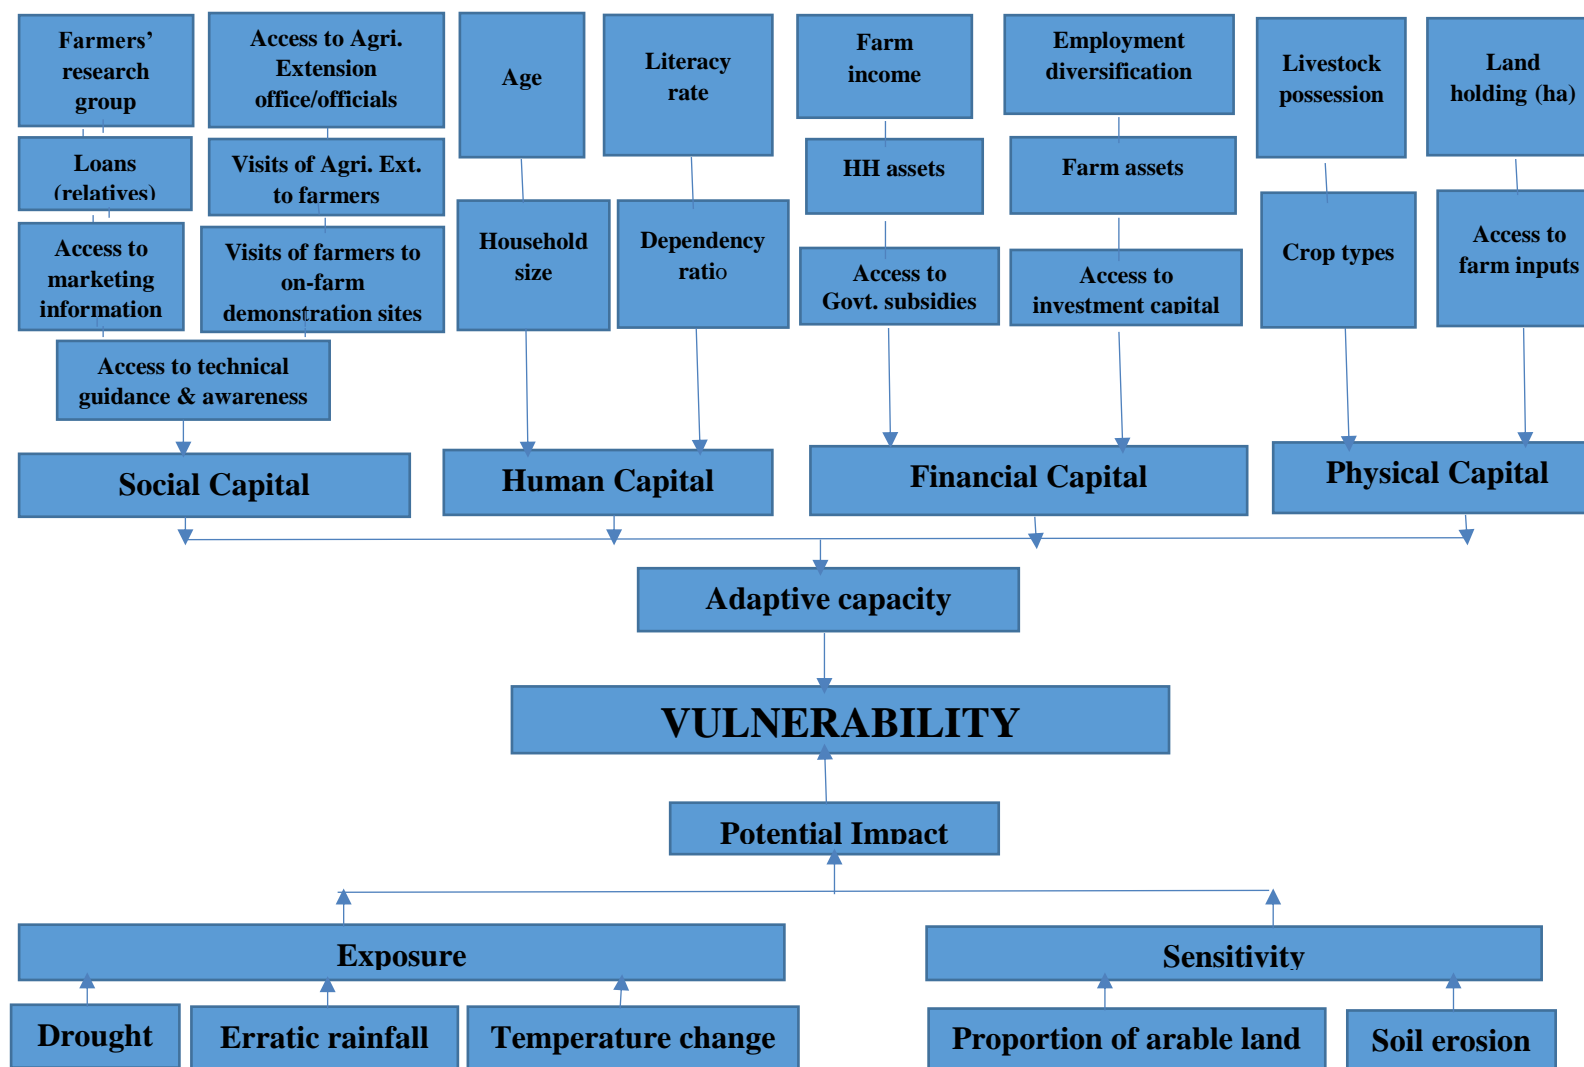 Farmers’
research
group
Access to Agri.
Extension
office/officials
Age
Literacy
rate
Farm
income
Employment
diversification
Livestock
possession
Land
holding (ha)
Loans
(relatives)
Visits of Agri. Ext.
to farmers
HH assets
Farm assets
Access to
marketing
information
Visits of farmers to
on-farm
demonstration sites
Household
size
Dependency
ratio
Access to
Govt. subsidies
Access to
investment capital
Crop types
Access to
farm inputs
Access to technical
guidance & awareness
Social Capital
Human Capital
Financial Capital
Physical Capital
Adaptive capacity
VULNERABILITY
Potential Impact
Exposure
Sensitivity
Drought
Erratic rainfall
Temperature change
Proportion of arable land
Soil erosion